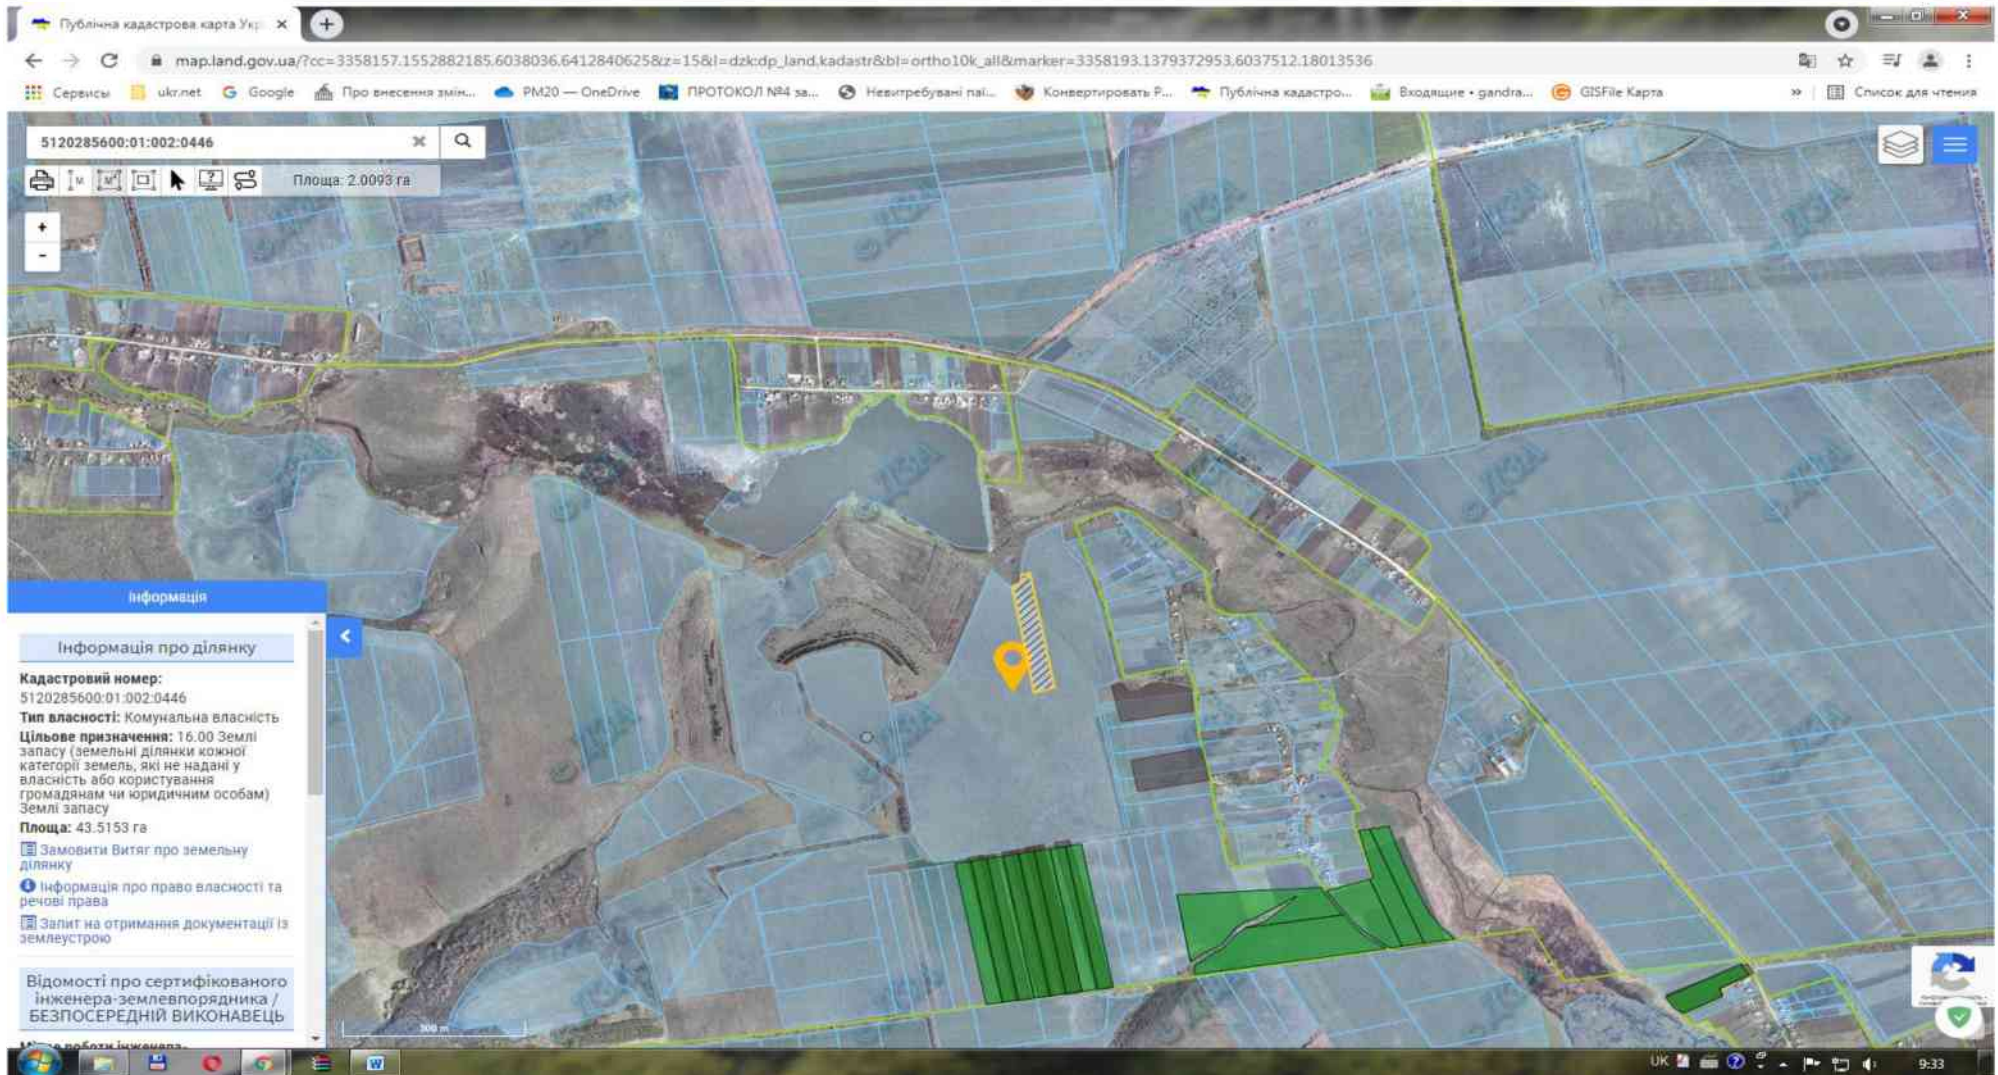 Публічна кадастрова карта Укр
map.land.gov.ua/?cc=3358157.1552882185.6038036.6412840625&z=15&l=dzk:dp_land,kadastr&bl=ortho10k_all&marker=3358193.1379372953,6037512.18013536
Сервисы ukr.net Google Про внесення змін... PM20 — OneDrive ПРОТОКОЛ №4 за... Невитребувані паї... Конвертировать P... Публічна кадастро... Входящие • gandra... GISFile Карта » Список для чтения
5120285600:01:002:0446
Площа: 2.0093 га
+
-
Інформація
Інформація про ділянку
Кадастровий номер:
5120285600:01:002:0446
Тип власності: Комунальна власність
Цільове призначення: 16.00 Землі
запасу (земельні ділянки кожної
категорії земель, які не надані у
власність або користування
громадянам чи юридичним особам)
Землі запасу
Площа: 43.5153 га
Замовити Витяг про земельну
ділянку
Інформація про право власності та
речові права
Запит на отримання документації із
землеустрою
Відомості про сертифікованого
інженера-землевпорядника /
БЕЗПОСЕРЕДНІЙ ВИКОНАВЕЦЬ
300 m
UK
9:33